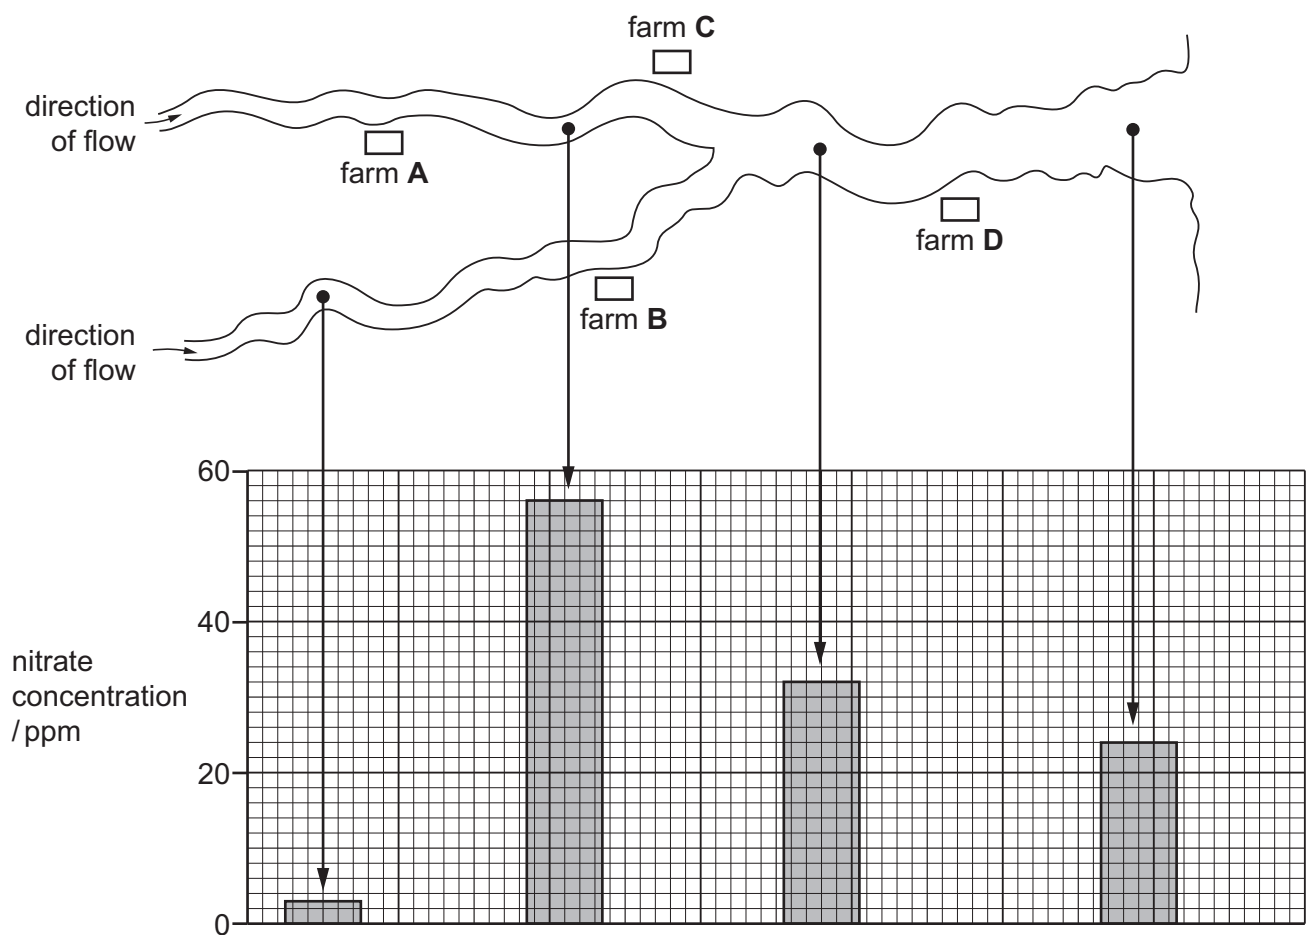 farm C
direction
of flow
farm A
farm D
farm B
direction
of flow
60
40
nitrate
concentration
/ ppm
20
0